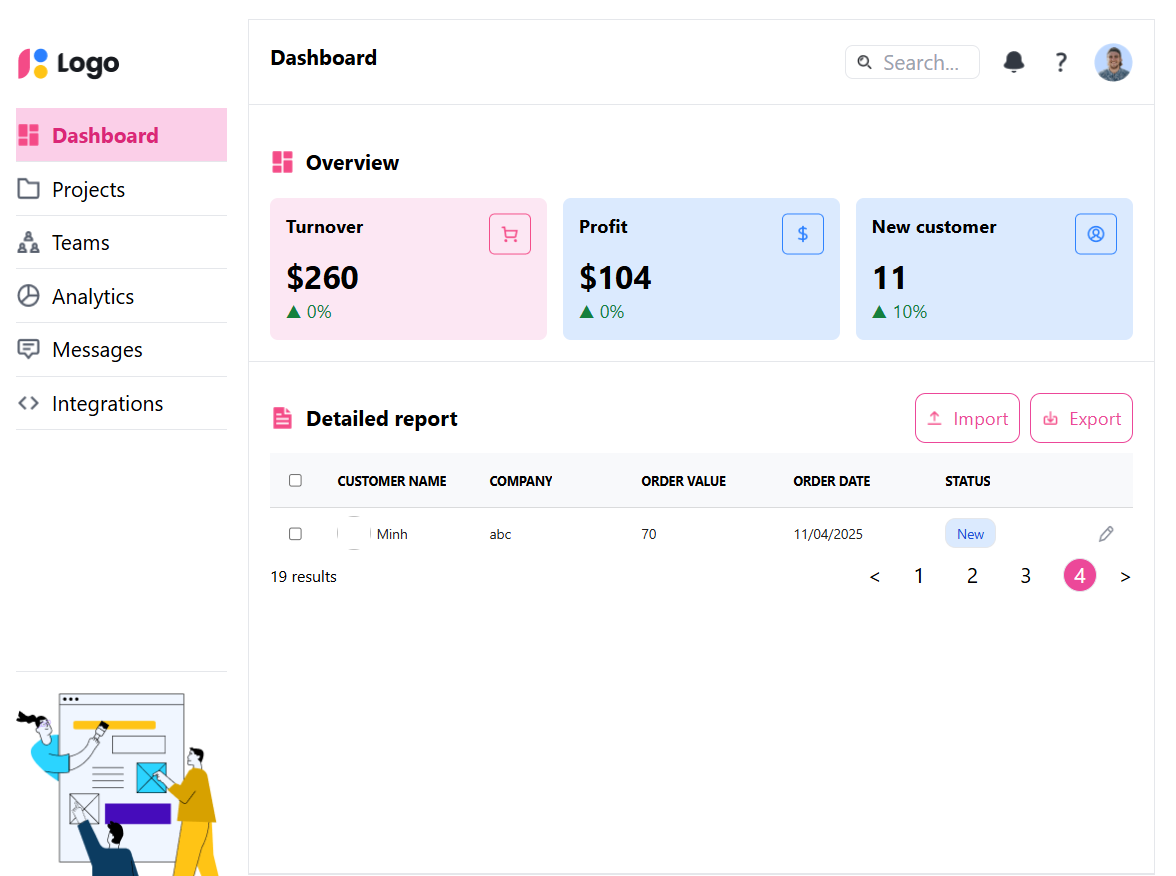 Logo
Dashboard
Search...
?
Dashboard
Projects
Teams
Analytics
Messages
Integrations
Overview
Turnover
$260
▲ 0%
Profit
$
$104
▲ 0%
New customer
11
▲ 10%
Detailed report
Import
Export
CUSTOMER NAME COMPANY ORDER VALUE ORDER DATE STATUS
Minh abc 70 11/04/2025 New
19 results
< 1 2 3 4 >